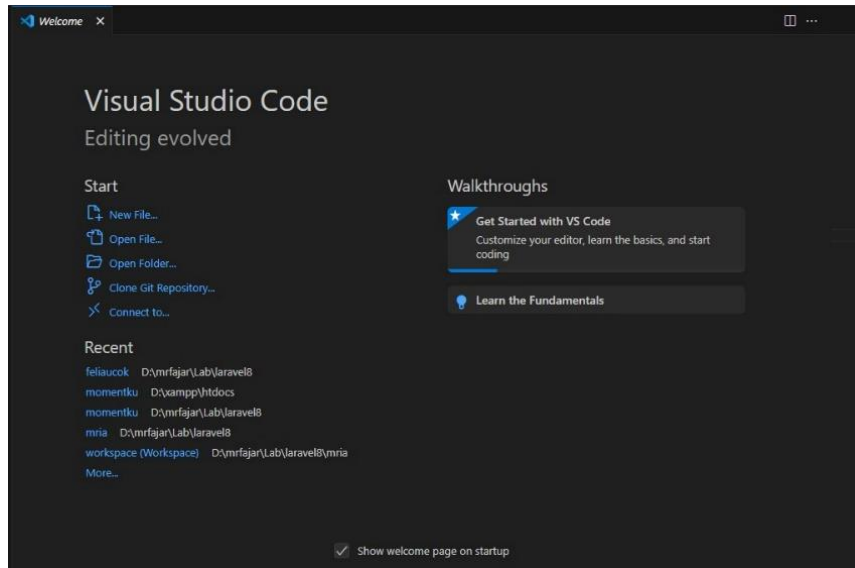 Welcome
Visual Studio Code
Editing evolved
Start
New File...
Open File...
Open Folder...
Clone Git Repository...
Connect to...
Recent
feliaucok D:\mrfajar\Lab\laravel8
momentku D:\xampp\htdocs
momentku D:\mrfajar\Lab\laravel8
mria D:\mrfajar\Lab\laravel8
workspace (Workspace) D:\mrfajar\Lab\laravel8\mria
More...
Walkthroughs
Get Started with VS Code
Customize your editor, learn the basics, and start
coding
Learn the Fundamentals
Show welcome page on startup